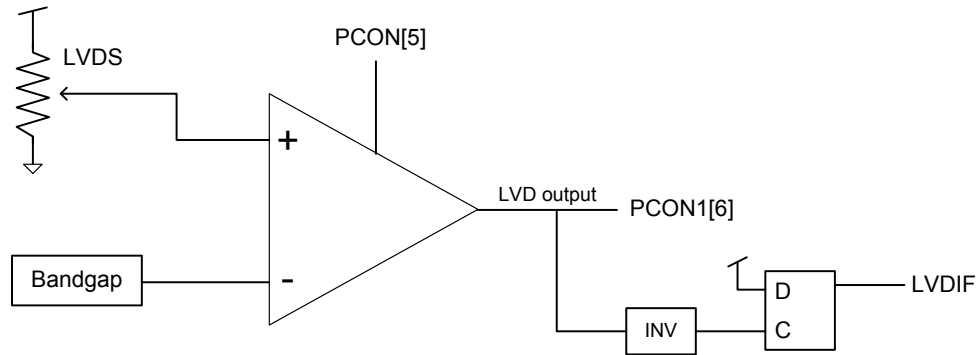 PCON[5]
LVDS
+
LVD output
PCON1[6]
Bandgap
-
D
LVDIF
INV
C